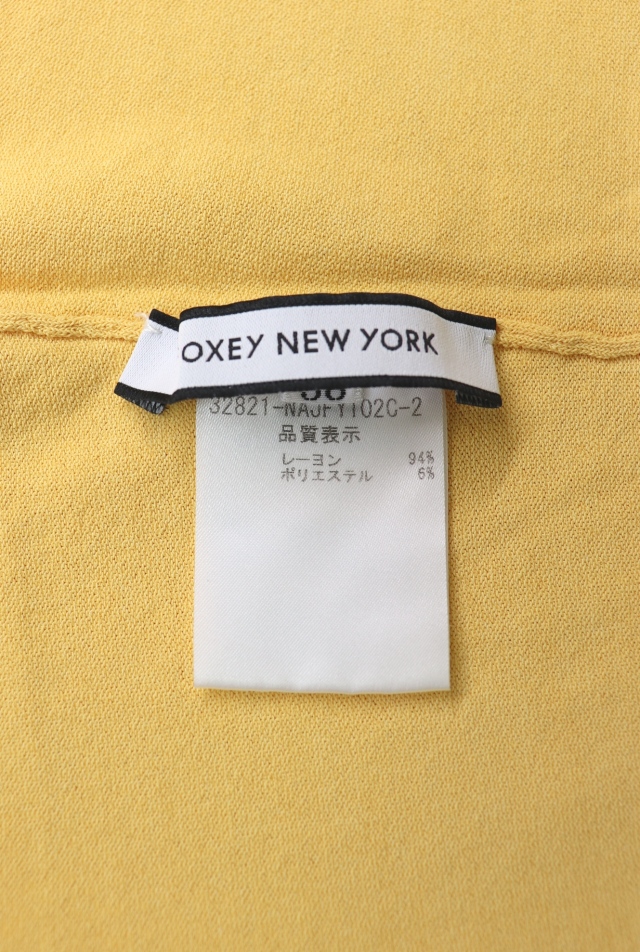 OXEY NEW YORK
32821-NAJFY102C-2
品質表示
レーヨン 94%
ポリエステル 6%